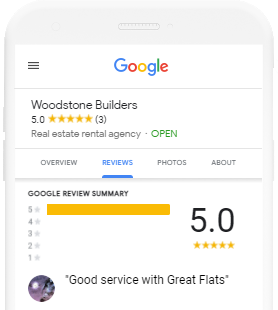 Google
Woodstone Builders
5.0 ★★★★★ (3)
Real estate rental agency · OPEN
OVERVIEW REVIEWS PHOTOS ABOUT
GOOGLE REVIEW SUMMARY
5 ★
4 ★
3 ★
2 ★
1 ★
5.0
★★★★★
"Good service with Great Flats"